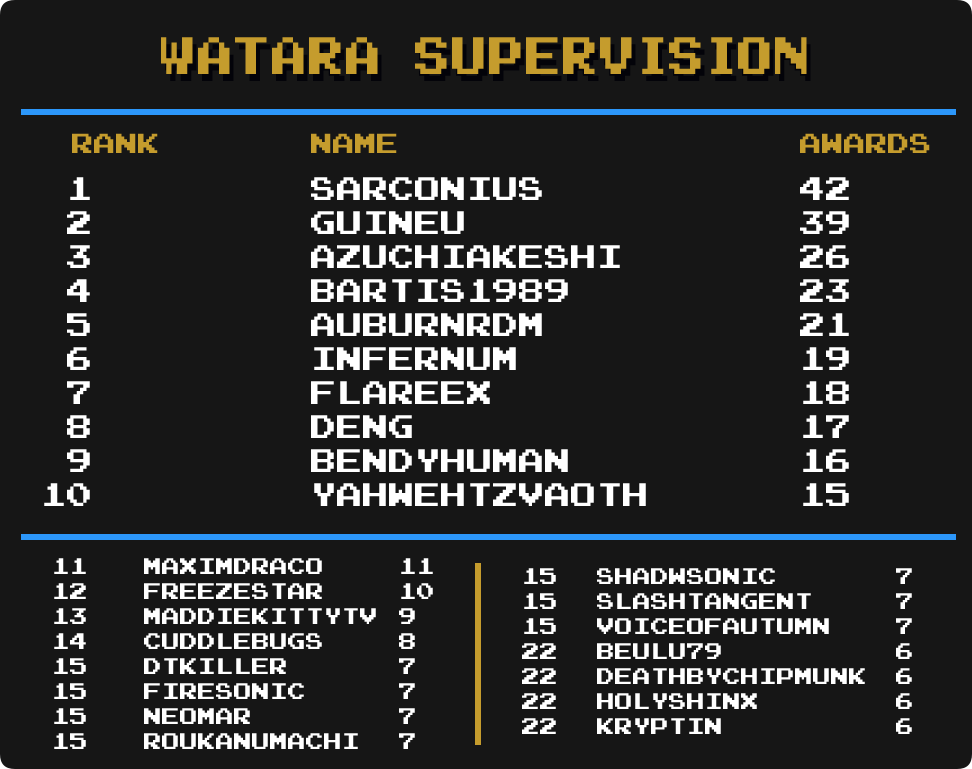 WATARA SUPERVISION
RANK NAME AWARDS
1 SARCONIUS 42
2 GUINEU 39
3 AZUCHIAKESHI 26
4 BARTIS1989 23
5 AUBURNRDM 21
6 INFERNUM 19
7 FLAREEX 18
8 DENG 17
9 BENDYHUMAN 16
10 YAHWEHTZVAOTH 15
11 MAXIMDRACO 11
12 FREEZESTAR 10
13 MADDIEKITTYTV 9
14 CUDDLEBUGS 8
15 DTKILLER 7
15 FIRESONIC 7
15 NEOMAR 7
15 ROUKANUMACHI 7
15 SHADWSONIC 7
15 SLASHTANGENT 7
15 VOICEOFAUTUMN 7
22 BEULU79 6
22 DEATHBYCHIPMUNK 6
22 HOLYSHINX 6
22 KRYPTIN 6